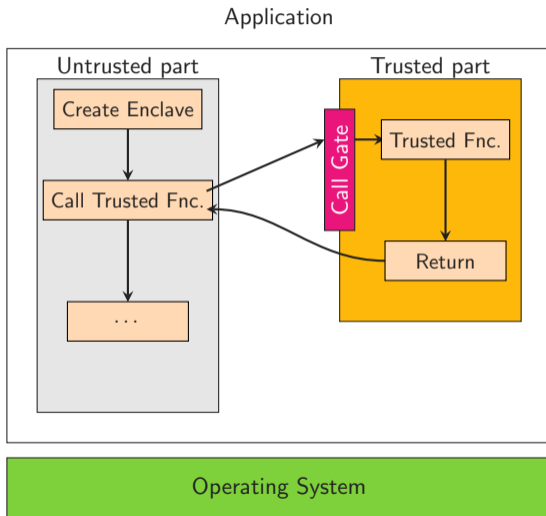 Application
Untrusted part
Trusted part
Create Enclave
Call Gate
Trusted Fnc.
Call Trusted Fnc.
Return
...
Operating System